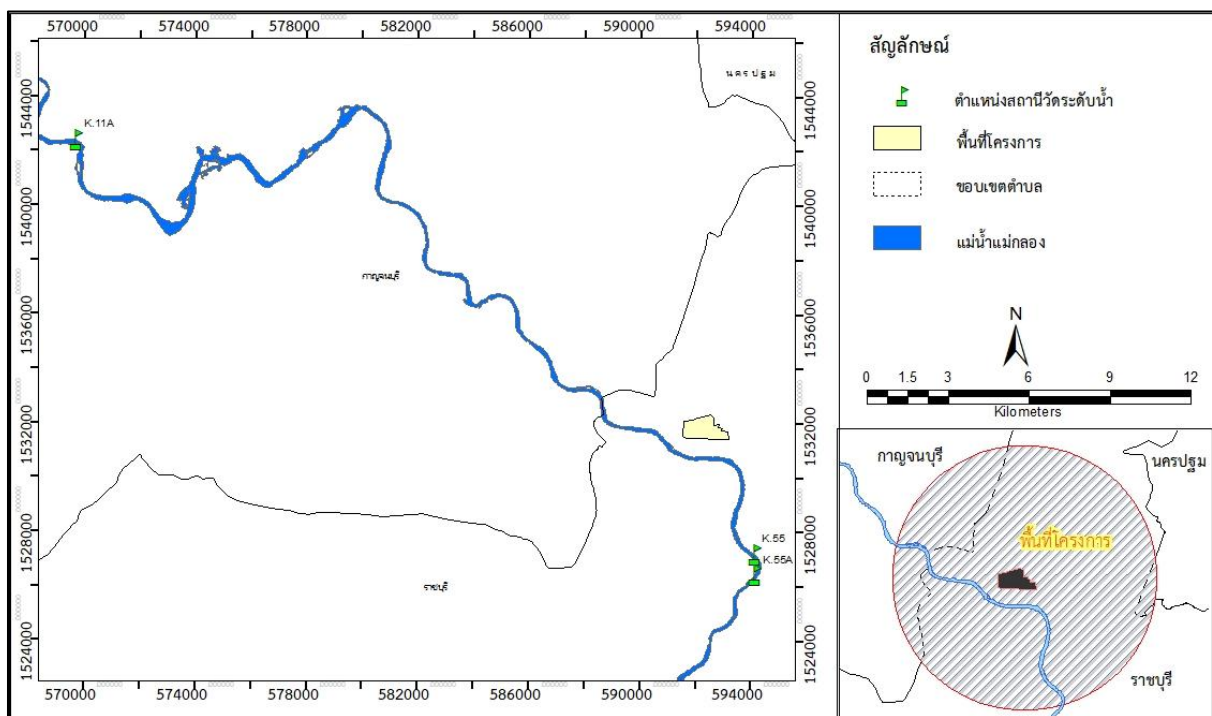 570000 574000 578000 582000 586000 590000 594000
1544000 1540000 1536000 1532000 1528000 1524000
K.11A
นครปฐม
กาญจนบุรี
K.55
K.55A
ราชบุรี
1544000 1540000 1536000 1532000 1528000 1524000
570000 574000 578000 582000 586000 590000 594000
สัญลักษณ์
ตำแหน่งสถานีวัดระดับน้ำ
พื้นที่โครงการ
ขอบเขตตำบล
แม่น้ำแม่กลอง
N
0 1.5 3 6 9 12
Kilometers
กาญจนบุรี
นครปฐม
พื้นที่โครงการ
ราชบุรี